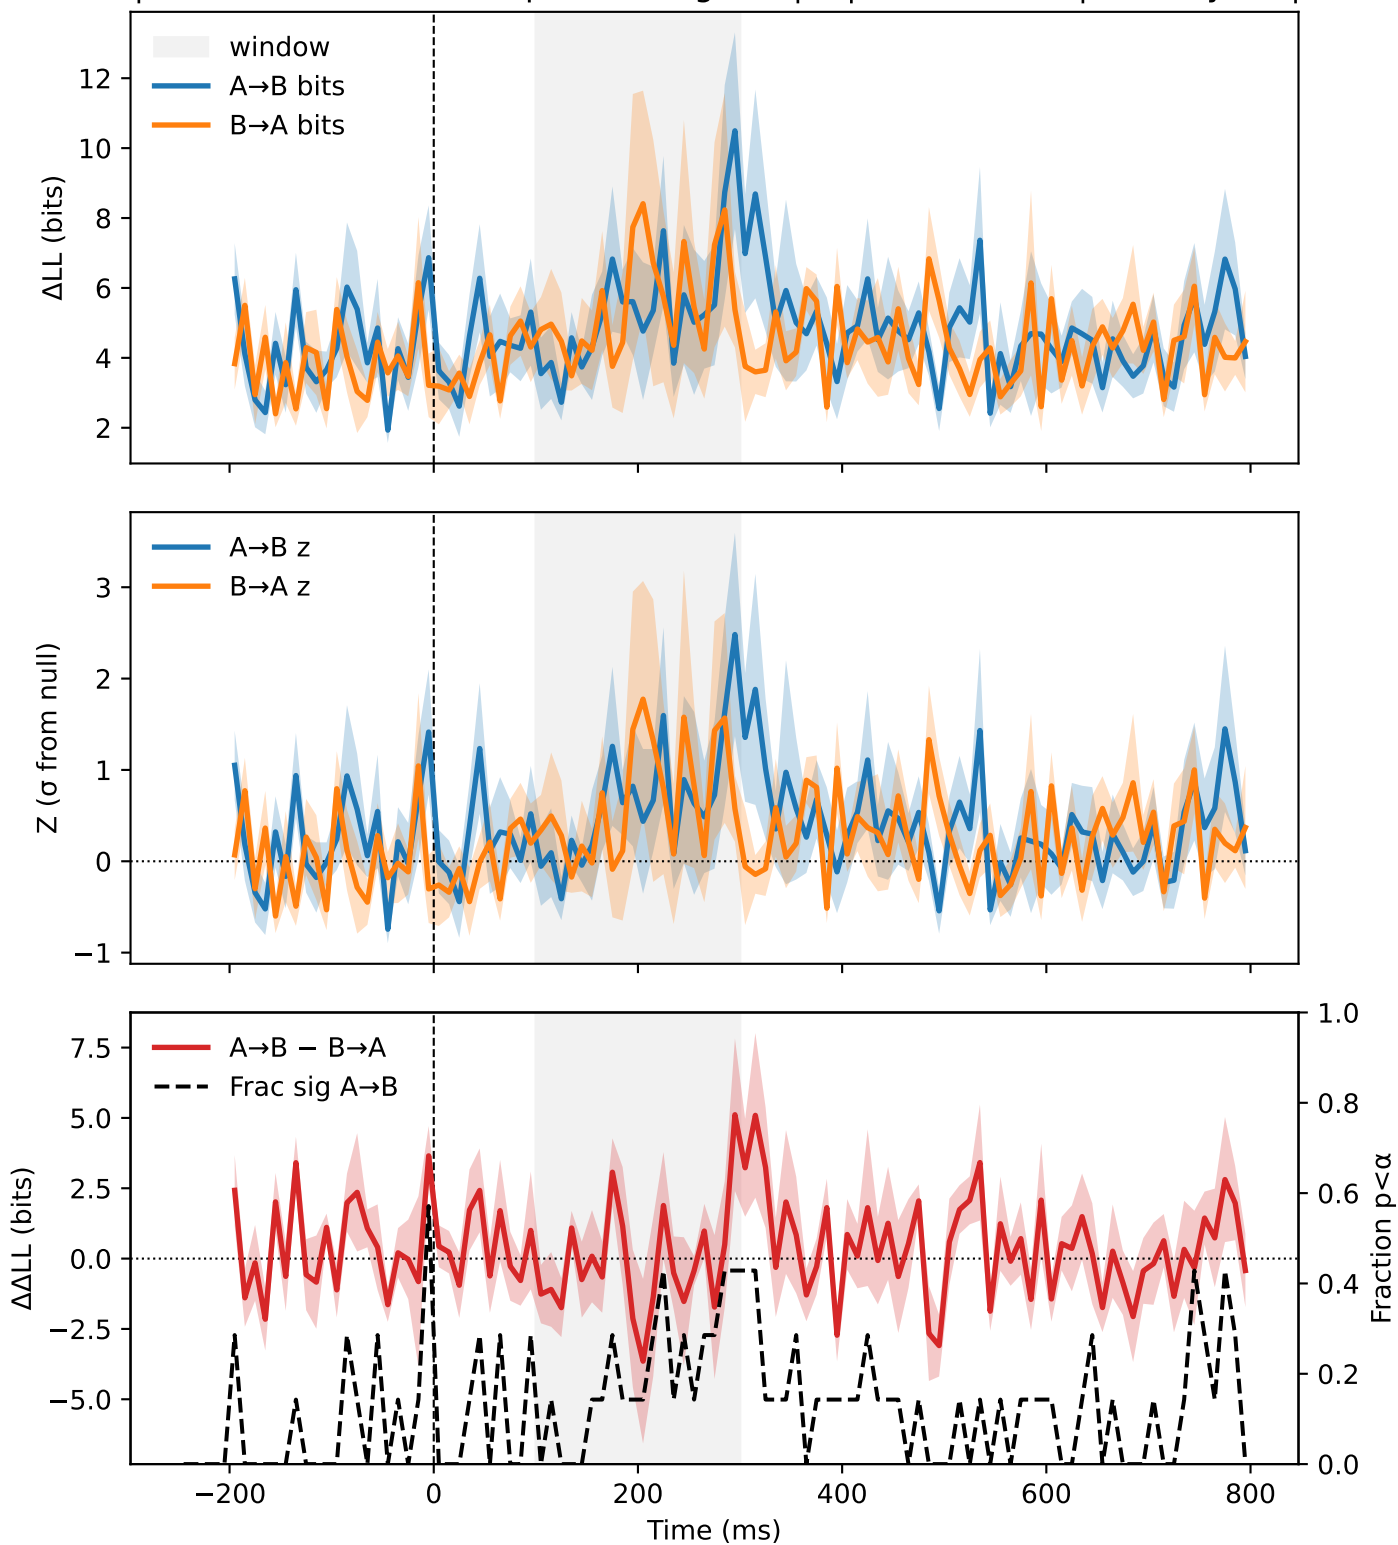 window
A→B bits
B→A bits
12
10
8
6
4
2
ΔLL (bits)
A→B z
B→A z
3
2
1
0
−1
Z (σ from null)
A→B − B→A
Frac sig A→B
7.5
5.0
2.5
0.0
−2.5
−5.0
ΔΔLL (bits)
1.0
0.8
0.6
0.4
0.2
0.0
Fraction p<α
−200
0
200
400
600
800
Time (ms)